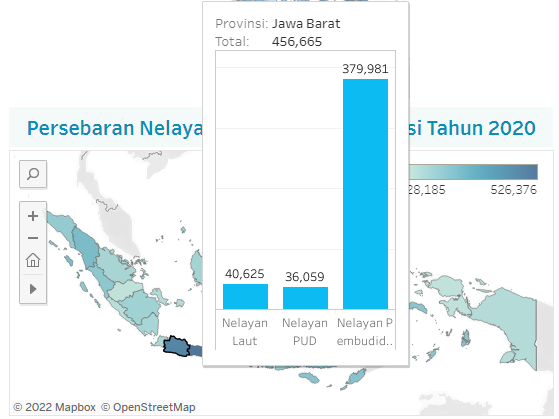 Provinsi: Jawa Barat
Total: 456,665
379,981
40,625
36,059
Nelayan Laut
Nelayan PUD
Nelayan P embudid..
Persebaran Nelaya
si Tahun 2020
28,185
526,376
© 2022 Mapbox © OpenStreetMap